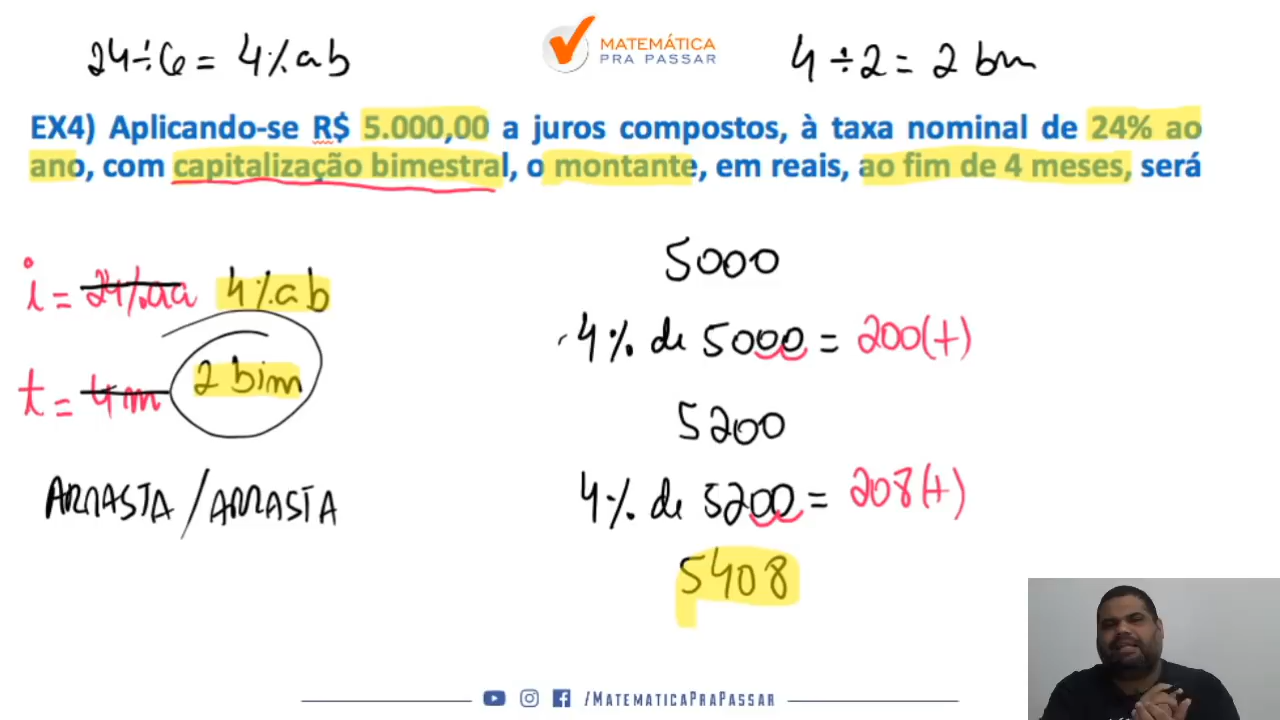 24÷6 = 4%ab
MATEMÁTICA
PRA PASSAR
4÷2 = 2 bm
EX4) Aplicando-se R$ 5.000,00 a juros compostos, à taxa nominal de 24% ao
ano, com capitalização bimestral, o montante, em reais, ao fim de 4 meses, será
i = 24%aa 4%ab
t = 4m 2 bim
ARRASTA/ARRASTA
5000
4% de 5000 = 200(+)
5200
4% de 5200 = 208(+)
5408
/MATEMATICAPRAPASSAR